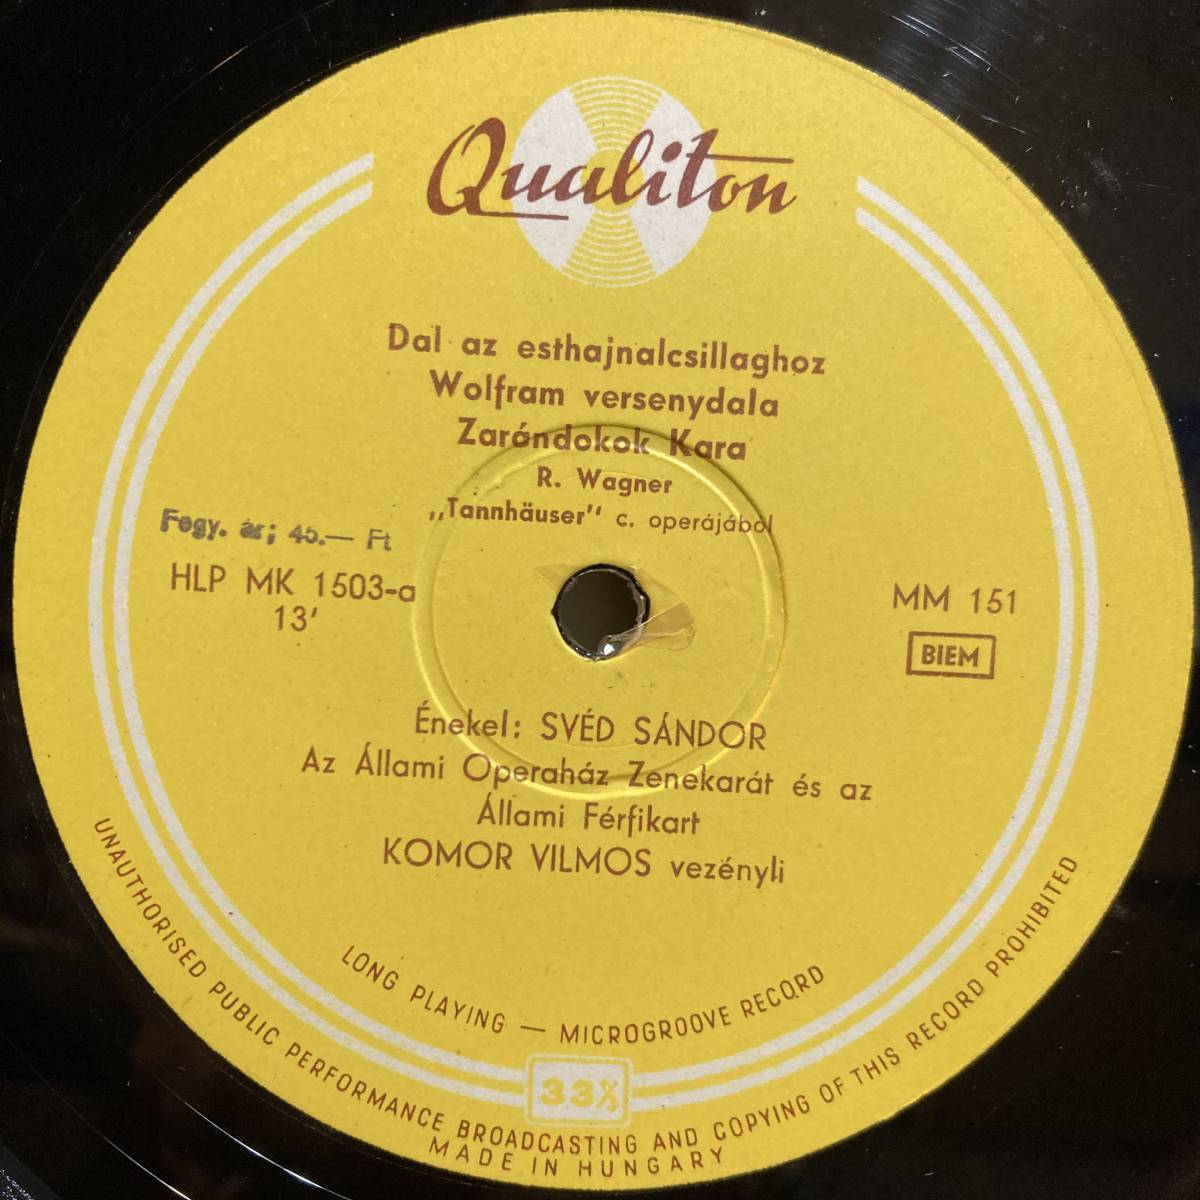 Qualiton
Dal az esthajnalcsillaghoz
Wolfram versenydala
Zarándokok Kara
R. Wagner
„Tannhäuser" c. operájából
Fogy. ár; 45.— Ft
HLP MK 1503-a
13'
MM 151
BIEM
Énekel: SVÉD SÁNDOR
Az Állami Operaház Zenekarát és az
Állami Férfikart
KOMOR VILMOS vezényli
LONG PLAYING — MICROGROOVE RECORD
33⅓
UNAUTHORISED PUBLIC PERFORMANCE BROADCASTING AND COPYING OF THIS RECORD PROHIBITED
MADE IN HUNGARY